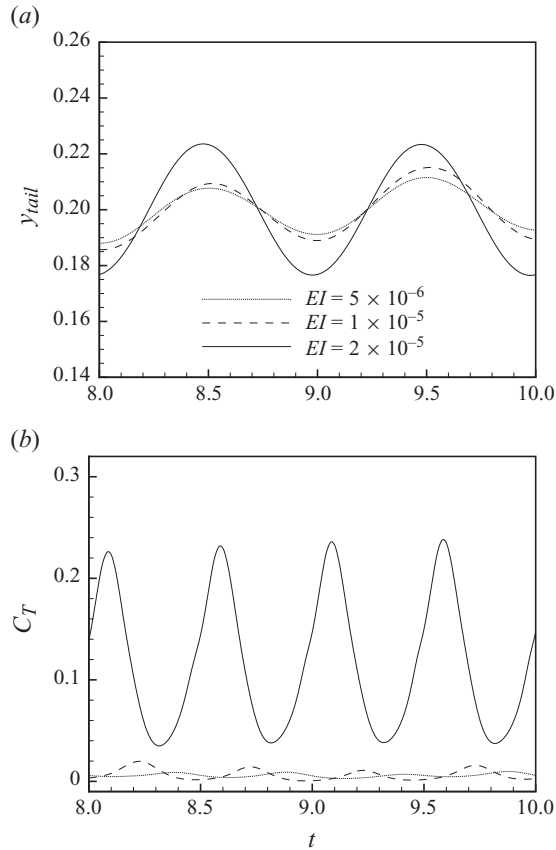 (a)
0.26
0.24
0.22
0.20
0.18
0.16
0.14
y_tail
EI = 5 × 10⁻⁶
EI = 1 × 10⁻⁵
EI = 2 × 10⁻⁵
8.0 8.5 9.0 9.5 10.0
(b)
0.3
0.2
0.1
0
C_T
8.0 8.5 9.0 9.5 10.0
t